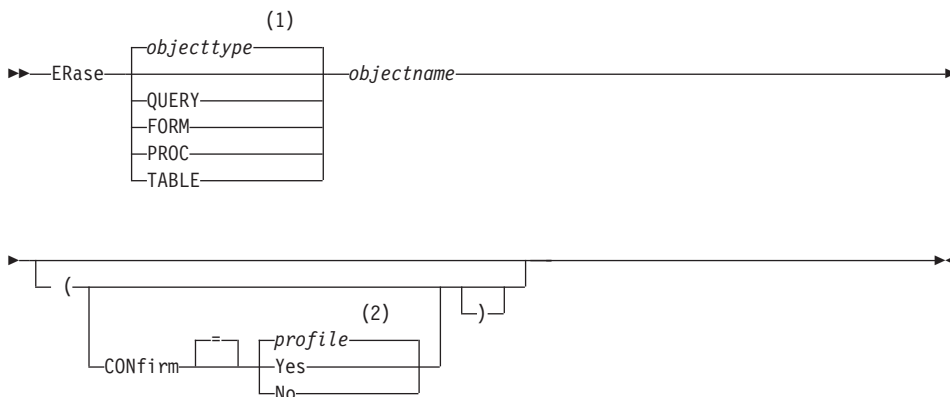 (1)
objecttype
ERase objectname
QUERY
FORM
PROC
TABLE
(
)
(2)
= profile
CONfirm Yes
No